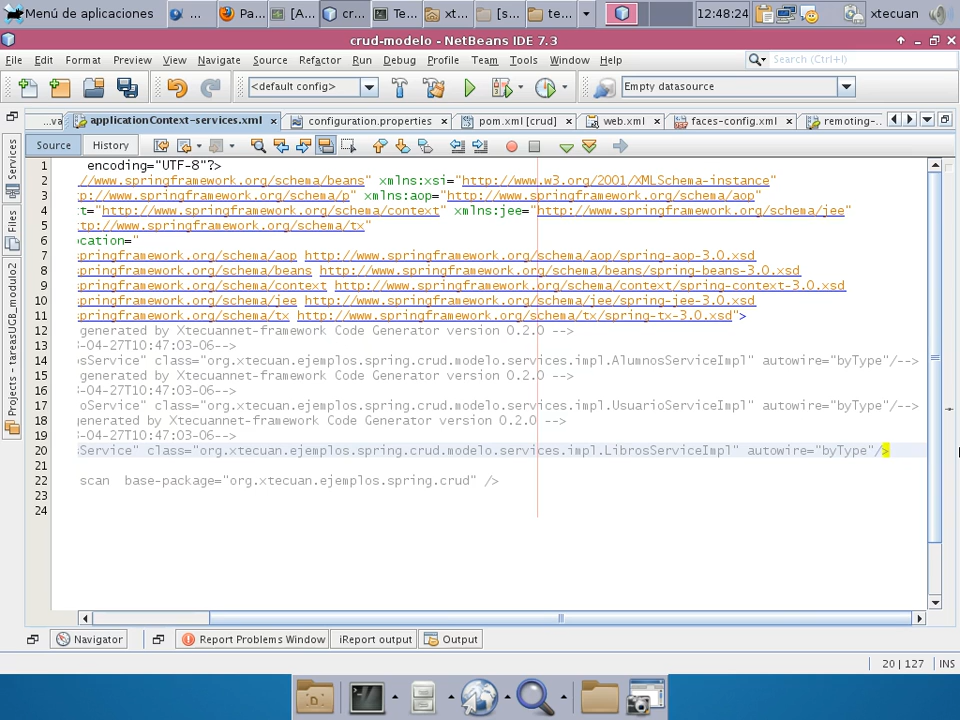 Menú de aplicaciones
...
Pa...
[A...
cr...
Te...
xt...
[s...
te...
12:48:24
xtecuan
crud-modelo - NetBeans IDE 7.3
File Edit Format Preview View Navigate Source Refactor Run Debug Profile Team Tools Window Help
Search (Ctrl+I)
<default config>
Empty datasource
...va
applicationContext-services.xml
configuration.properties
pom.xml [crud]
web.xml
faces-config.xml
remoting-...
Source History
1 encoding="UTF-8"?>
2 //www.springframework.org/schema/beans" xmlns:xsi="http://www.w3.org/2001/XMLSchema-instance"
3 p://www.springframework.org/schema/p" xmlns:aop="http://www.springframework.org/schema/aop"
4 t="http://www.springframework.org/schema/context" xmlns:jee="http://www.springframework.org/schema/jee"
5 tp://www.springframework.org/schema/tx"
6 ocation="
7 springframework.org/schema/aop http://www.springframework.org/schema/aop/spring-aop-3.0.xsd
8 springframework.org/schema/beans http://www.springframework.org/schema/beans/spring-beans-3.0.xsd
9 springframework.org/schema/context http://www.springframework.org/schema/context/spring-context-3.0.xsd
10 springframework.org/schema/jee http://www.springframework.org/schema/jee/spring-jee-3.0.xsd
11 springframework.org/schema/tx http://www.springframework.org/schema/tx/spring-tx-3.0.xsd">
12 generated by Xtecuannet-framework Code Generator version 0.2.0 -->
13 3-04-27T10:47:03-06-->
14 osService" class="org.xtecuan.ejemplos.spring.crud.modelo.services.impl.AlumnosServiceImpl" autowire="byType"/-->
15 generated by Xtecuannet-framework Code Generator version 0.2.0 -->
16 3-04-27T10:47:03-06-->
17 oService" class="org.xtecuan.ejemplos.spring.crud.modelo.services.impl.UsuarioServiceImpl" autowire="byType"/-->
18 generated by Xtecuannet-framework Code Generator version 0.2.0 -->
19 3-04-27T10:47:03-06-->
20 sService" class="org.xtecuan.ejemplos.spring.crud.modelo.services.impl.LibrosServiceImpl" autowire="byType"/>
21
22 scan base-package="org.xtecuan.ejemplos.spring.crud" />
23
24
Services
Files
Projects - tareasUGB_modulo2
Navigator
Report Problems Window
iReport output
Output
20 | 127 INS